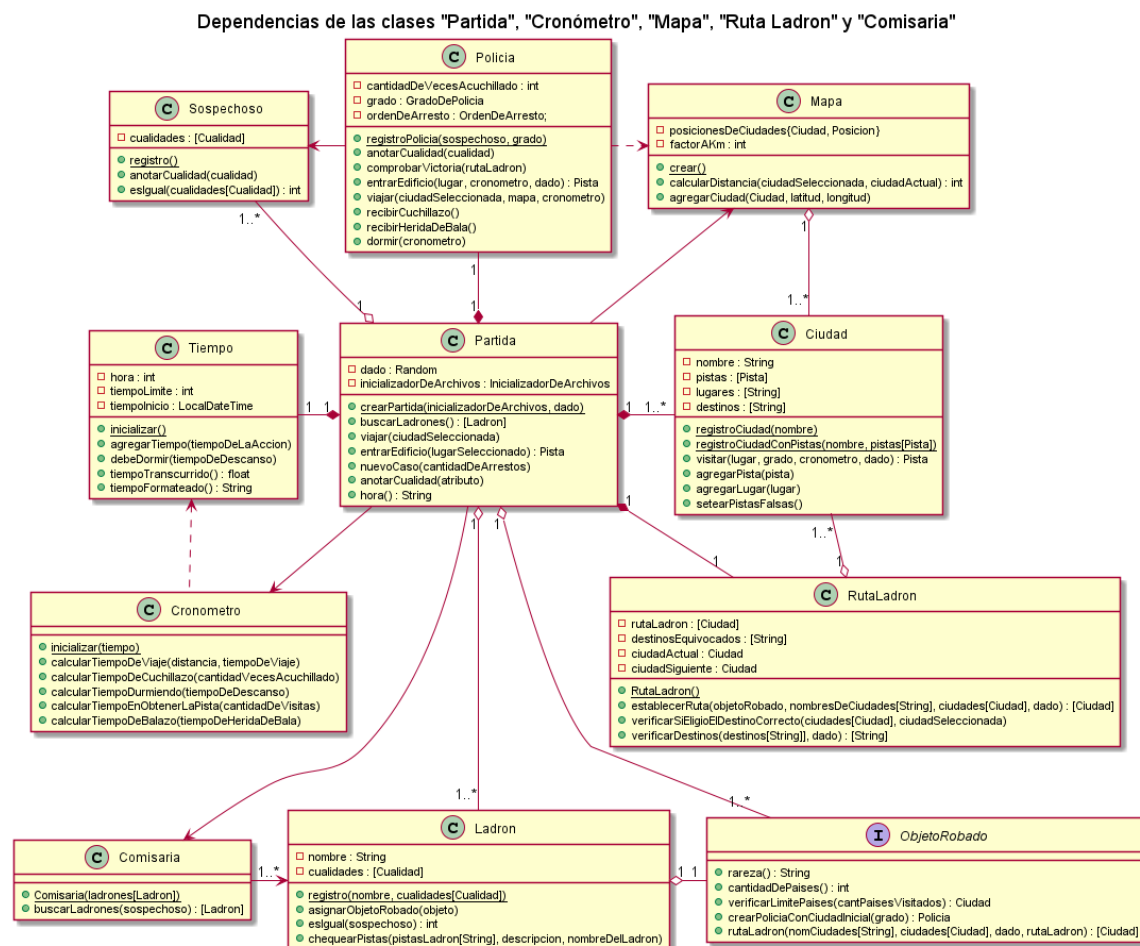 Dependencias de las clases "Partida", "Cronómetro", "Mapa", "Ruta Ladron" y "Comisaria"
C Policia
cantidadDeVecesAcuchillado : int
grado : GradoDePolicia
ordenDeArresto : OrdenDeArresto;
registroPolicia(sospechoso, grado)
anotarCualidad(cualidad)
comprobarVictoria(rutaLadron)
entrarEdificio(lugar, cronometro, dado) : Pista
viajar(ciudadSeleccionada, mapa, cronometro)
recibirCuchillazo()
recibirHeridaDeBala()
dormir(cronometro)
C Sospechoso
cualidades : [Cualidad]
registro()
anotarCualidad(cualidad)
esIgual(cualidades[Cualidad]) : int
C Mapa
posicionesDeCiudades{Ciudad, Posicion}
factorAKm : int
crear()
calcularDistancia(ciudadSeleccionada, ciudadActual) : int
agregarCiudad(Ciudad, latitud, longitud)
1..*
1
1
1
1
1..*
C Tiempo
hora : int
tiempoLimite : int
tiempoInicio : LocalDateTime
inicializar()
agregarTiempo(tiempoDeLaAccion)
debeDormir(tiempoDeDescanso)
tiempoTranscurrido() : float
tiempoFormateado() : String
1 1
C Partida
dado : Random
inicializadorDeArchivos : InicializadorDeArchivos
crearPartida(inicializadorDeArchivos, dado)
buscarLadrones() : [Ladron]
viajar(ciudadSeleccionada)
entrarEdificio(lugarSeleccionado) : Pista
nuevoCaso(cantidadDeArrestos)
anotarCualidad(atributo)
hora() : String
1 1..*
C Ciudad
nombre : String
pistas : [Pista]
lugares : [String]
destinos : [String]
registroCiudad(nombre)
registroCiudadConPistas(nombre, pistas[Pista])
visitar(lugar, grado, cronometro, dado) : Pista
agregarPista(pista)
agregarLugar(lugar)
setearPistasFalsas()
1
1
1
1
1..*
1
C Cronometro
inicializar(tiempo)
calcularTiempoDeViaje(distancia, tiempoDeViaje)
calcularTiempoDeCuchillazo(cantidadVecesAcuchillado)
calcularTiempoDurmiendo(tiempoDeDescanso)
calcularTiempoEnObtenerLaPista(cantidadDeVisitas)
calcularTiempoDeBalazo(tiempoDeHeridaDeBala)
C RutaLadron
rutaLadron : [Ciudad]
destinosEquivocados : [String]
ciudadActual : Ciudad
ciudadSiguiente : Ciudad
RutaLadron()
establecerRuta(objetoRobado, nombresDeCiudades[String], ciudades[Ciudad], dado) : [Ciudad]
verificarSiEligioElDestinoCorrecto(ciudades[Ciudad], ciudadSeleccionada)
verificarDestinos(destinos[String]], dado) : [String]
1..*
1..*
C Comisaria
Comisaria(ladrones[Ladron])
buscarLadrones(sospechoso) : [Ladron]
1..*
C Ladron
nombre : String
cualidades : [Cualidad]
registro(nombre, cualidades[Cualidad])
asignarObjetoRobado(objeto)
esIgual(sospechoso) : int
chequearPistas(pistasLadron[String], descripcion, nombreDelLadron)
1 1
I ObjetoRobado
rareza() : String
cantidadDePaises() : int
verificarLimitePaises(cantPaisesVisitados) : Ciudad
crearPoliciaConCiudadInicial(grado) : Policia
rutaLadron(nomCiudades[String], ciudades[Ciudad], dado, rutaLadron) : [Ciudad]